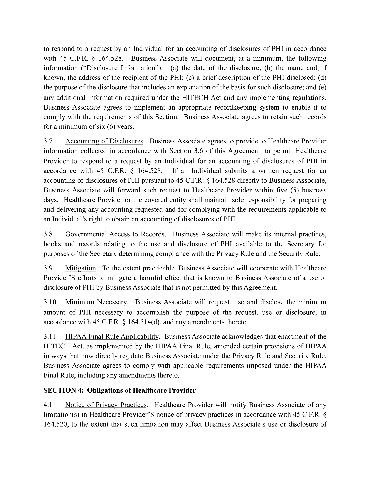 to respond to a request by an Individual for an accounting of disclosures of PHI in accordance
with 45 C.F.R. § 164.528. Business Associate will document, at a minimum, the following
information ("Disclosure Information"): (a) the date of the disclosure, (b) the name and, if
known, the address of the recipient of the PHI; (c) a brief description of the PHI disclosed; (d)
the purpose of the disclosure that includes an explanation of the basis for such disclosure; and (e)
any additional information required under the HITECH Act and any implementing regulations.
Business Associate agrees to implement an appropriate recordkeeping system to enable it to
comply with the requirements of this Section. Business Associate agrees to retain such records
for a minimum of six (6) years.
3.7 Accounting of Disclosures. Business Associate agrees to provide to Healthcare Provider
information collected in accordance with Section 3.6 of this Agreement, to permit Healthcare
Provider to respond to a request by an Individual for an accounting of disclosures of PHI in
accordance with 45 C.F.R. § 164.528. If an Individual submits a written request for an
accounting of disclosures of PHI pursuant to 45 C.F.R. § 164.528 directly to Business Associate,
Business Associate will forward such request to Healthcare Provider within five (5) business
days. Healthcare Provider or the covered entity shall maintain sole responsibility for preparing
and delivering any accounting requested and for complying with the requirements applicable to
an Individual's right to obtain an accounting of disclosures of PHI.
3.8 Governmental Access to Records. Business Associate will make its internal practices,
books and records relating to the use and disclosure of PHI available to the Secretary for
purposes of the Secretary determining compliance with the Privacy Rule and the Security Rule.
3.9 Mitigation. To the extent practicable, Business Associate will cooperate with Healthcare
Provider'S efforts to mitigate a harmful effect that is known to Business Associate of a use or
disclosure of PHI by Business Associate that is not permitted by this Agreement.
3.10 Minimum Necessary. Business Associate will request, use and disclose the minimum
amount of PHI necessary to accomplish the purpose of the request, use or disclosure, in
accordance with 45 C.F.R. § 164.514(d), and any amendments thereto.
3.11 HIPAA Final Rule Applicability. Business Associate acknowledges that enactment of the
HITECH Act, as implemented by the HIPAA Final Rule, amended certain provisions of HIPAA
in ways that now directly regulate Business Associate under the Privacy Rule and Security Rule.
Business Associate agrees to comply with applicable requirements imposed under the HIPAA
Final Rule, including any amendments thereto.
SECTION 4: Obligations of Healthcare Provider
4.1 Notice of Privacy Practices. Healthcare Provider will notify Business Associate of any
limitation(s) in Healthcare Provider'S notice of privacy practices in accordance with 45 C.F.R. §
164.520, to the extent that such limitation may affect Business Associate's use or disclosure of